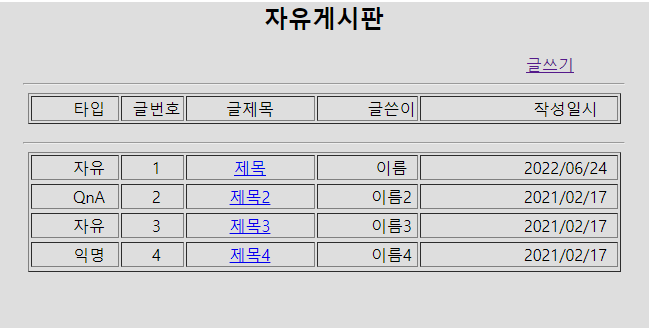 자유게시판
글쓰기
타입 글번호 글제목 글쓴이 작성일시
자유 1 제목 이름 2022/06/24
QnA 2 제목2 이름2 2021/02/17
자유 3 제목3 이름3 2021/02/17
익명 4 제목4 이름4 2021/02/17